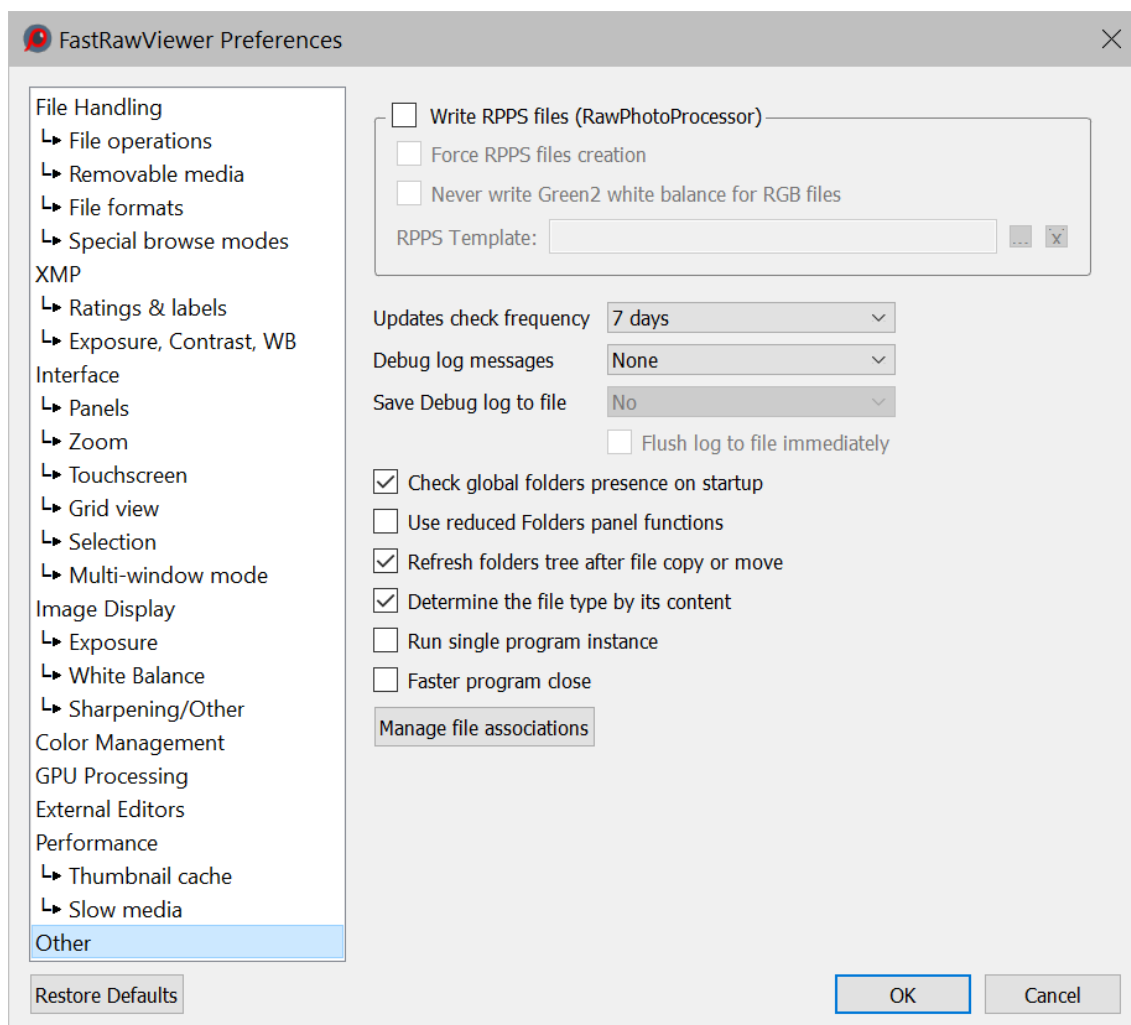 FastRawViewer Preferences
File Handling
File operations
Removable media
File formats
Special browse modes
XMP
Ratings & labels
Exposure, Contrast, WB
Interface
Panels
Zoom
Touchscreen
Grid view
Selection
Multi-window mode
Image Display
Exposure
White Balance
Sharpening/Other
Color Management
GPU Processing
External Editors
Performance
Thumbnail cache
Slow media
Other
Write RPPS files (RawPhotoProcessor)
Force RPPS files creation
Never write Green2 white balance for RGB files
RPPS Template: ... x
Updates check frequency 7 days
Debug log messages None
Save Debug log to file No
Flush log to file immediately
Check global folders presence on startup
Use reduced Folders panel functions
Refresh folders tree after file copy or move
Determine the file type by its content
Run single program instance
Faster program close
Manage file associations
Restore Defaults OK Cancel